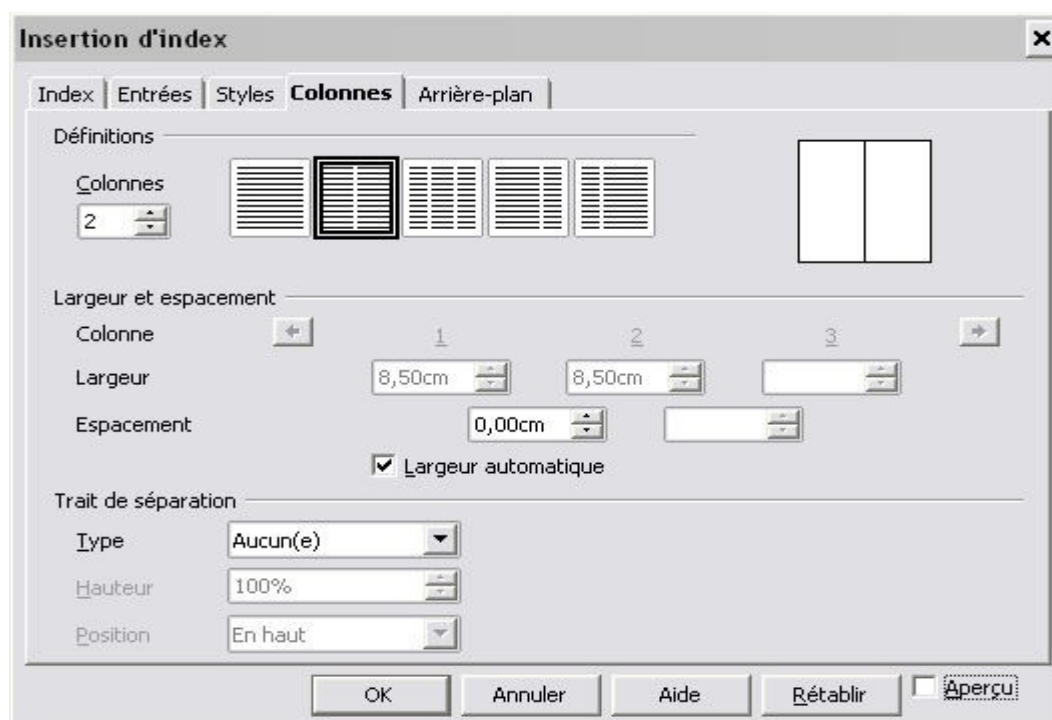 Insertion d'index
Index Entrées Styles Colonnes Arrière-plan
Définitions
Colonnes
2
Largeur et espacement
Colonne 1 2 3
Largeur 8,50cm 8,50cm
Espacement 0,00cm
Largeur automatique
Trait de séparation
Type Aucun(e)
Hauteur 100%
Position En haut
OK Annuler Aide Rétablir Aperçu